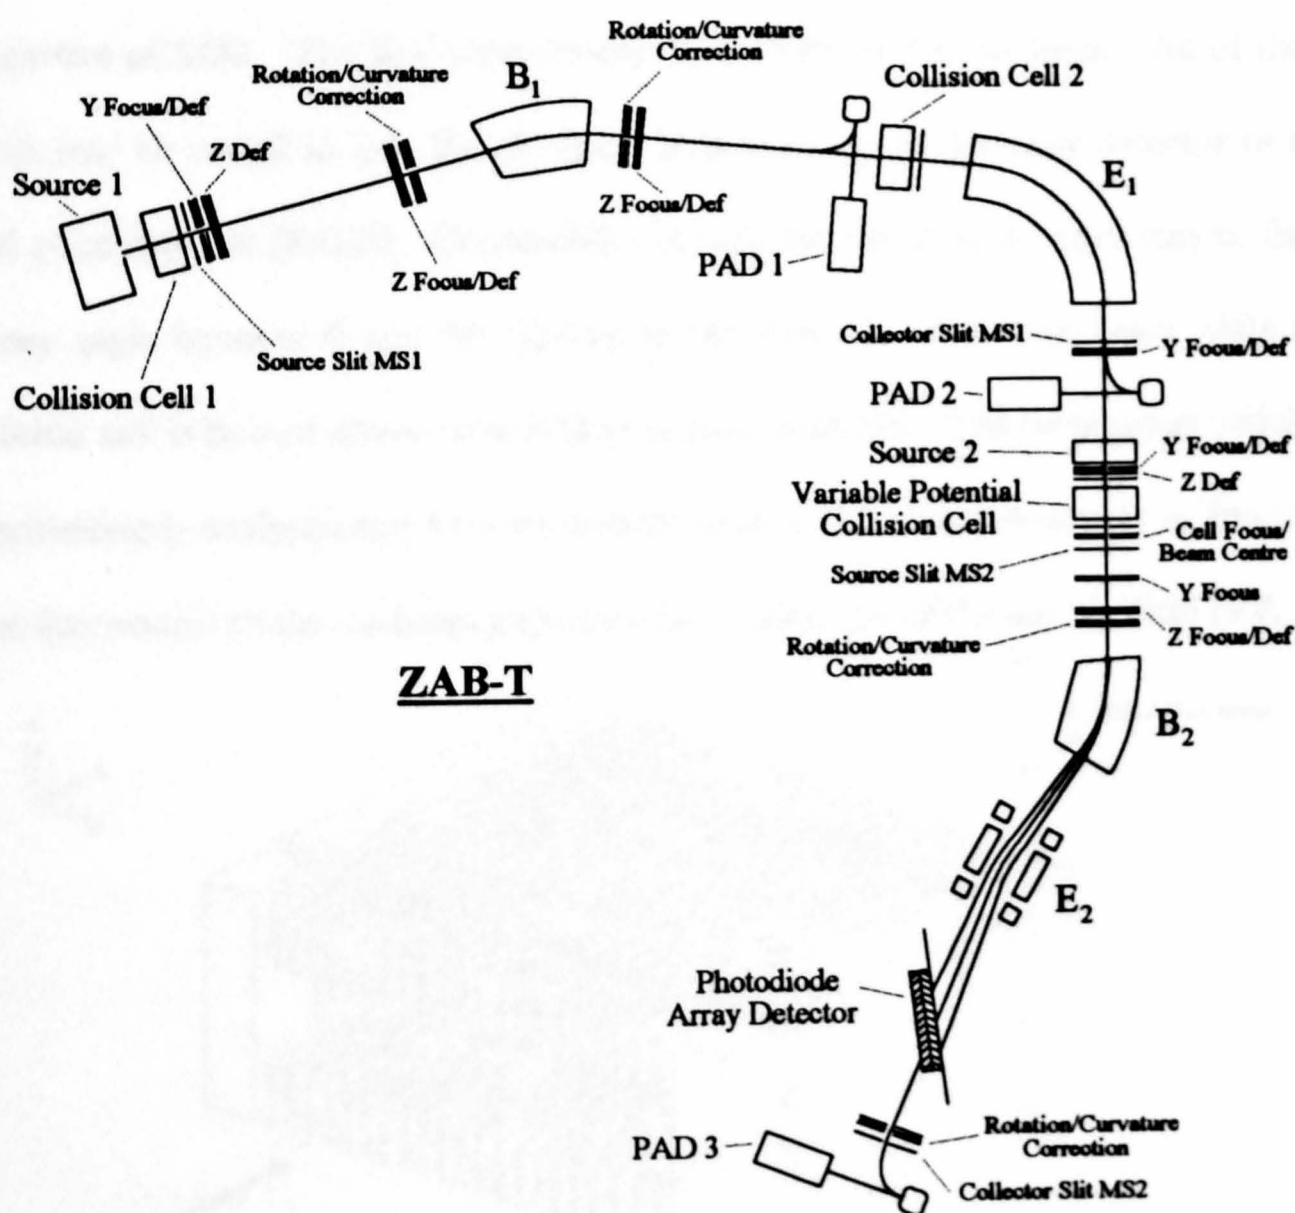 Rotation/Curvature
Correction
B1
Rotation/Curvature
Correction
Collision Cell 2
Y Focus/Def
Z Def
Source 1
E1
Z Focus/Def
PAD 1
Z Focus/Def
Source Slit MS1
Collision Cell 1
Collector Slit MS1
Y Focus/Def
PAD 2
Source 2
Y Focus/Def
Z Def
Variable Potential
Collision Cell
Cell Focus/
Beam Centre
Source Slit MS2
Y Focus
Z Focus/Def
Rotation/Curvature
Correction
ZAB-T
B2
E2
Photodiode
Array Detector
PAD 3
Rotation/Curvature
Correction
Collector Slit MS2